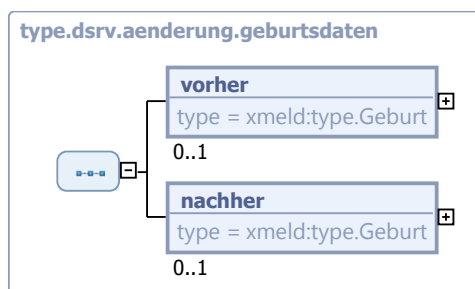 type.dsrv.aenderung.geburtsdaten
vorher
type = xmeld:type.Geburt
0..1
nachher
type = xmeld:type.Geburt
0..1